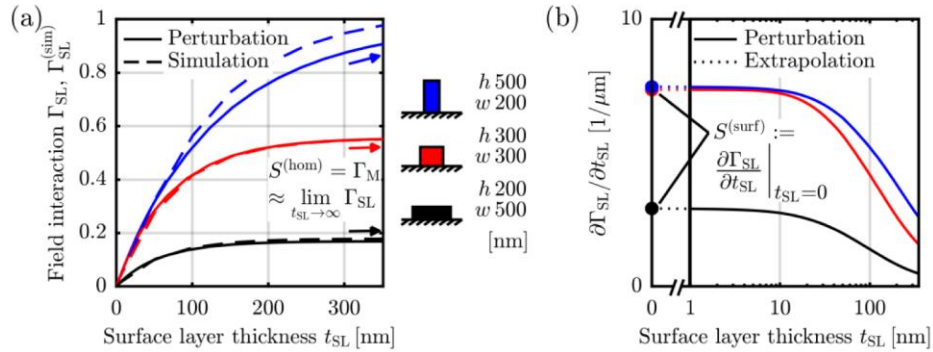 (a)
1
0.8
0.6
0.4
0.2
0
Field interaction Γ_SL, Γ_SL^(sim)
Perturbation
Simulation
S^(hom) = Γ_M
≈ lim Γ_SL
t_SL→∞
0 100 200 300
Surface layer thickness t_SL [nm]
h 500
w 200
h 300
w 300
h 200
w 500
[nm]
(b)
10
0
∂Γ_SL/∂t_SL [1/μm]
Perturbation
Extrapolation
S^(surf) :=
∂Γ_SL
∂t_SL
t_SL=0
0 1 10 100
Surface layer thickness t_SL [nm]